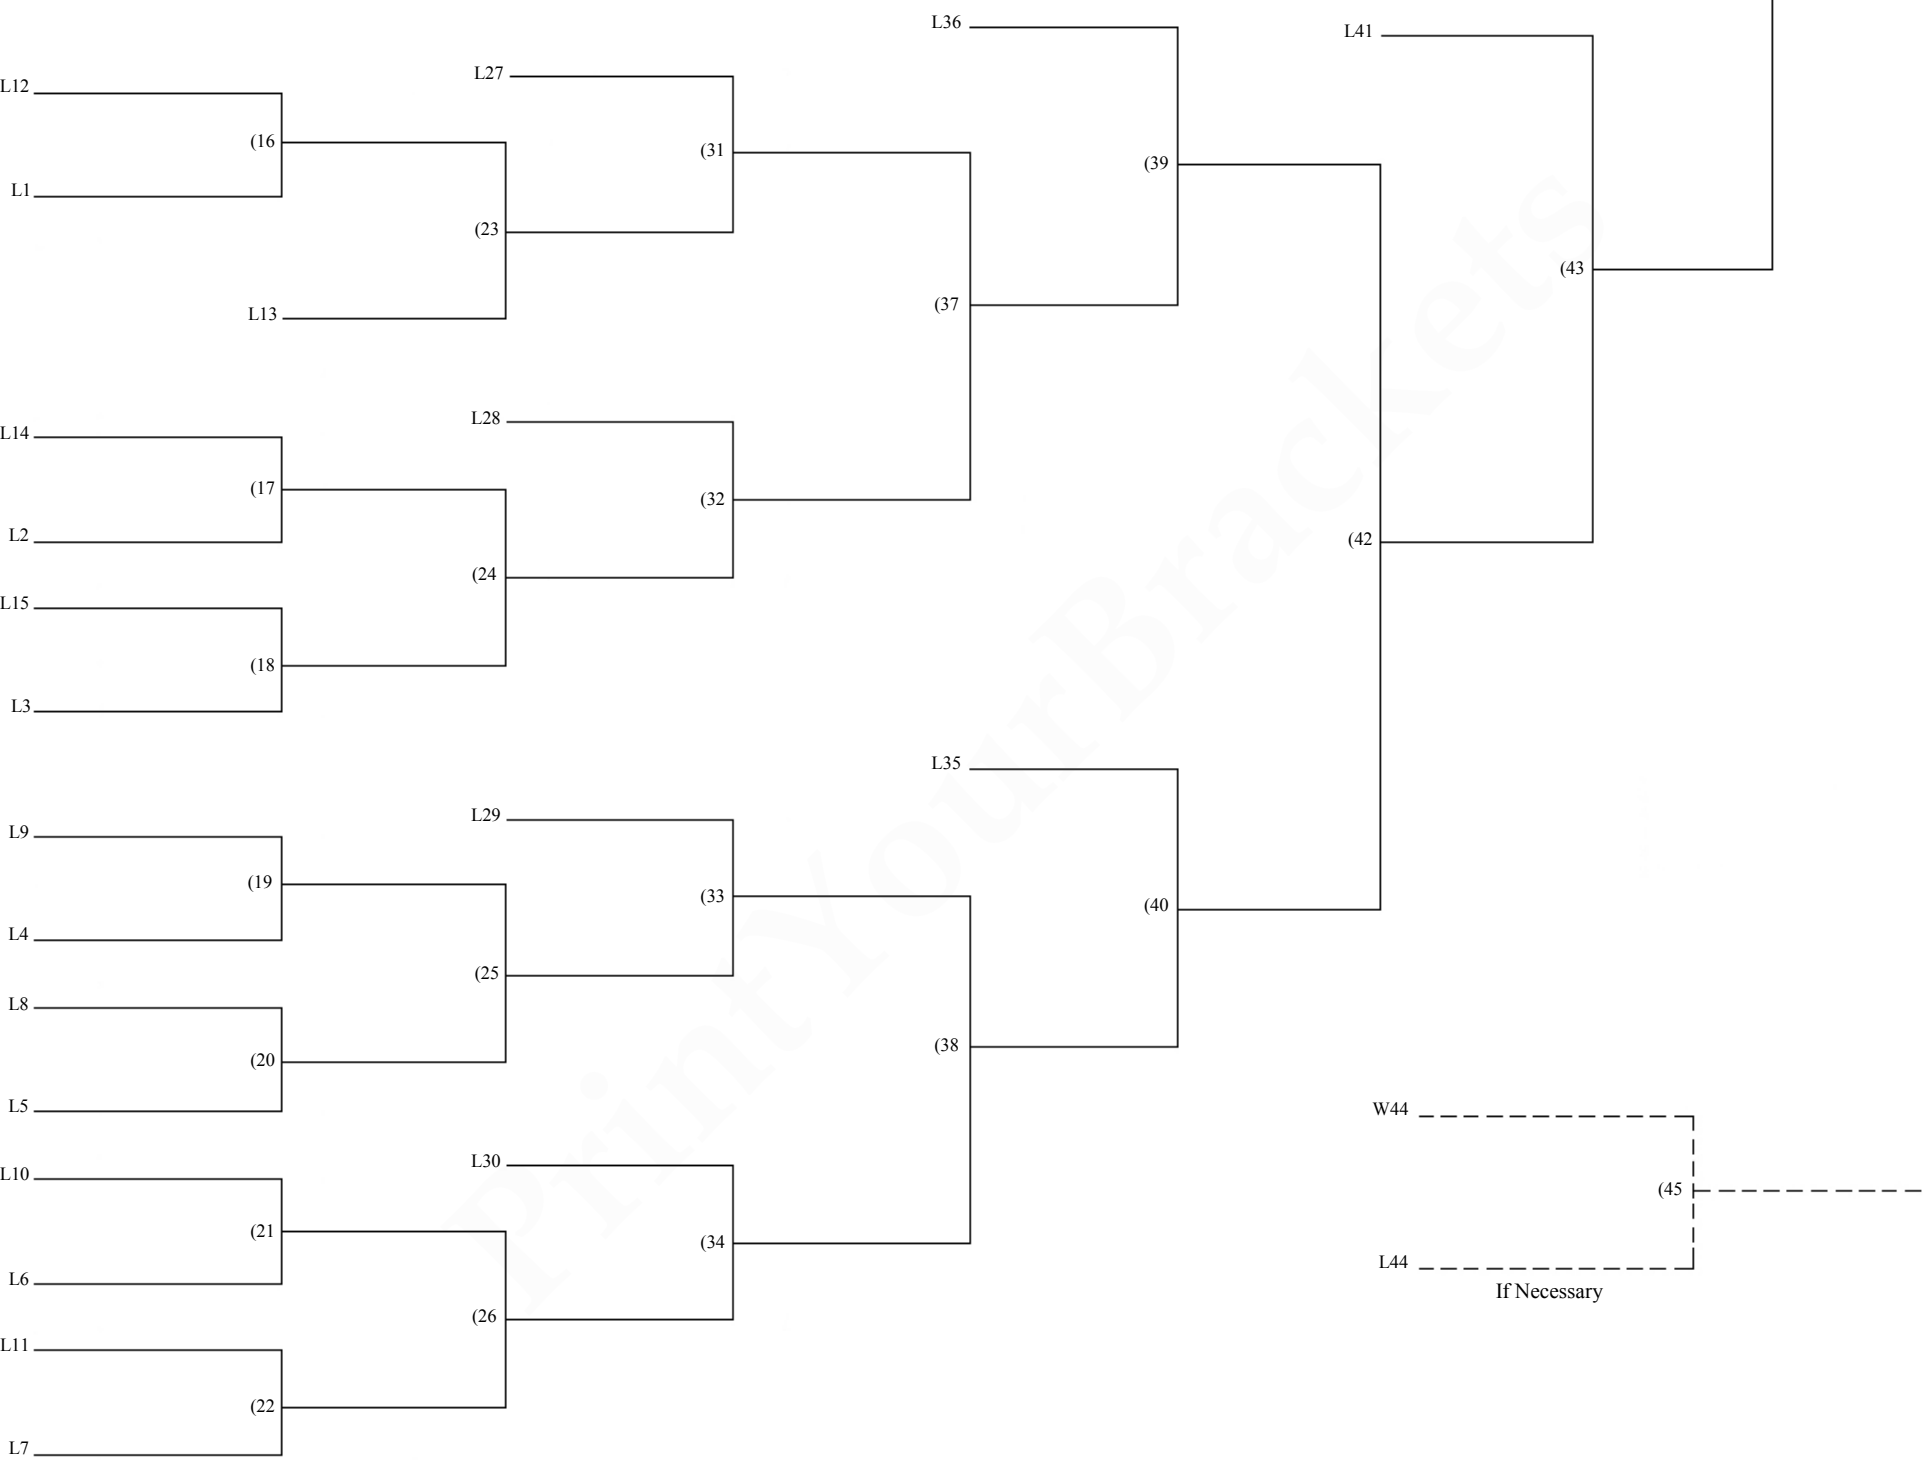 L36
L41
L27
L12
(16
(31
(39
L1
(23
(43
(37
L13
L28
L14
(17
(32
L2
(42
(24
L15
(18
L3
L35
L29
L9
(19
(33
(40
L4
(25
L8
(38
(20
L5
W44
L30
L10
(45
(21
(34
L44
L6
If Necessary
(26
L11
(22
L7
PrintYourBrackets